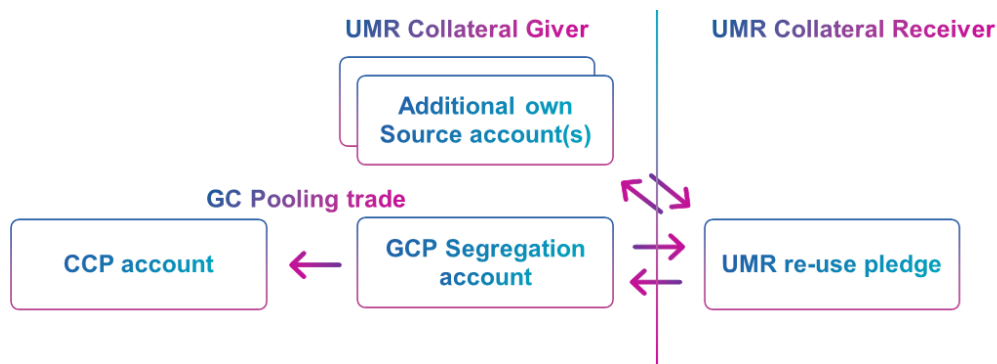 UMR Collateral Giver
UMR Collateral Receiver
Additional own
Source account(s)
GC Pooling trade
CCP account
GCP Segregation
account
UMR re-use pledge